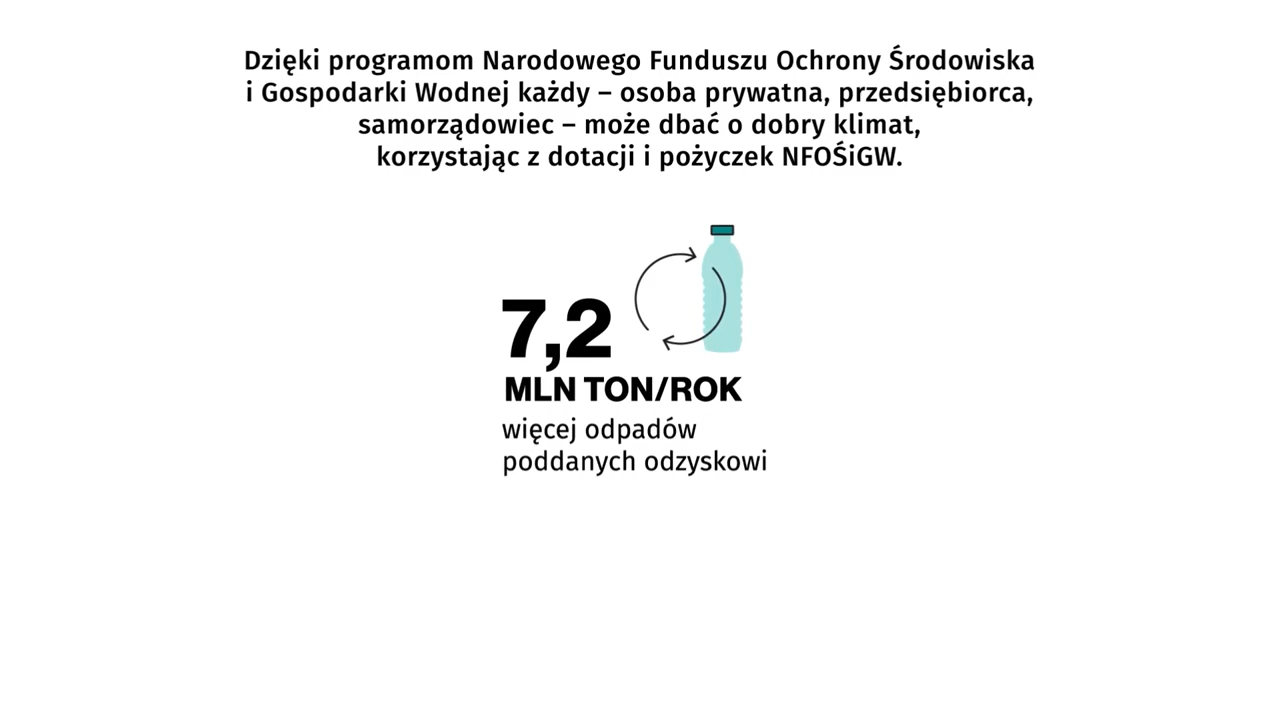 Dzięki programom Narodowego Funduszu Ochrony Środowiska
i Gospodarki Wodnej każdy – osoba prywatna, przedsiębiorca,
samorządowiec – może dbać o dobry klimat,
korzystając z dotacji i pożyczek NFOŚiGW.
7,2
MLN TON/ROK
więcej odpadów
poddanych odzyskowi